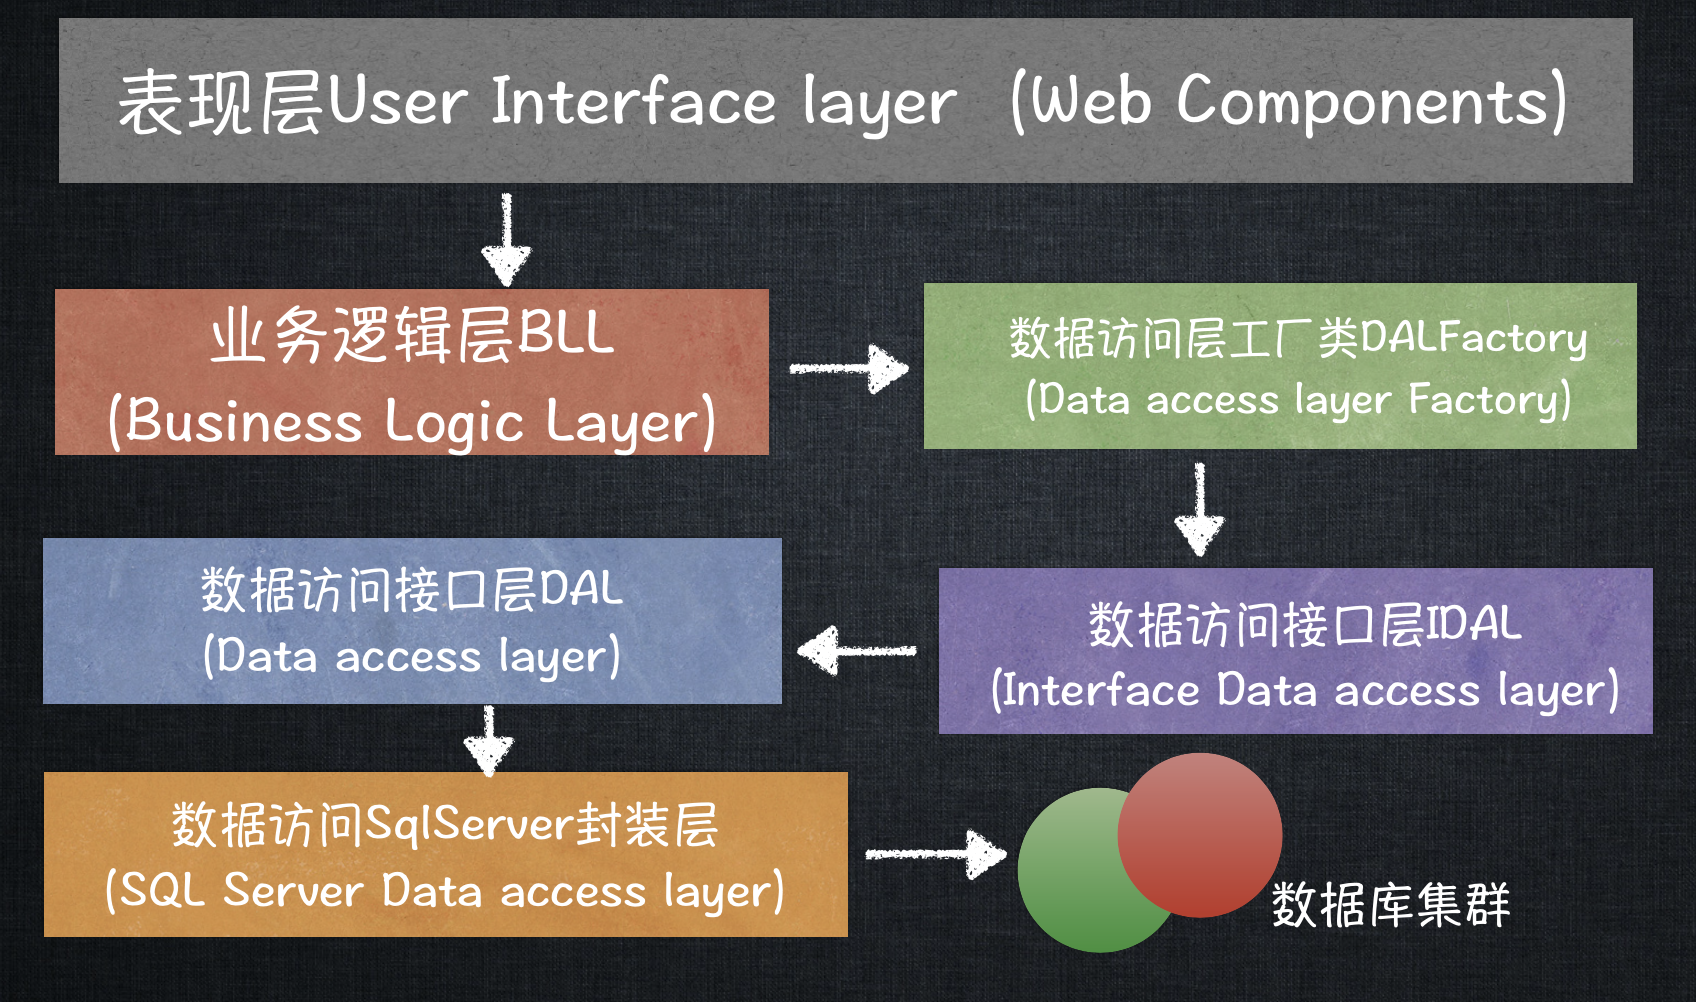 表现层User Interface layer （Web Components）
业务逻辑层BLL
(Business Logic Layer)
数据访问层工厂类DALFactory
(Data access layer Factory)
数据访问接口层DAL
(Data access layer)
数据访问接口层IDAL
(Interface Data access layer)
数据访问SqlServer封装层
(SQL Server Data access layer)
数据库集群